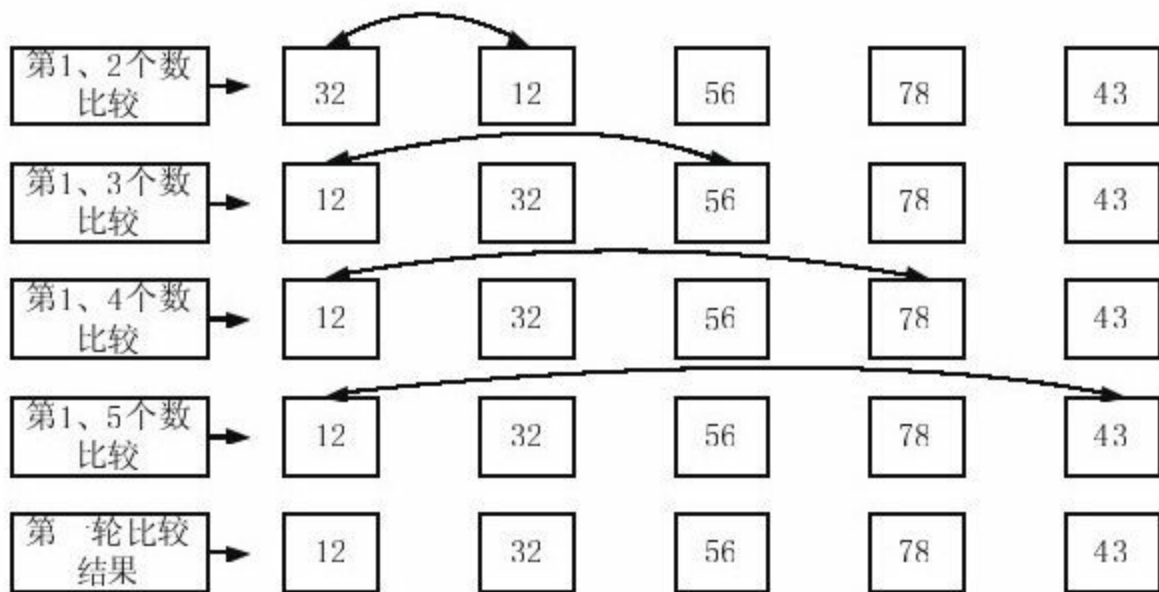 第1、2个数
比较
32 12 56 78 43
第1、3个数
比较
12 32 56 78 43
第1、4个数
比较
12 32 56 78 43
第1、5个数
比较
12 32 56 78 43
第一轮比较
结果
12 32 56 78 43